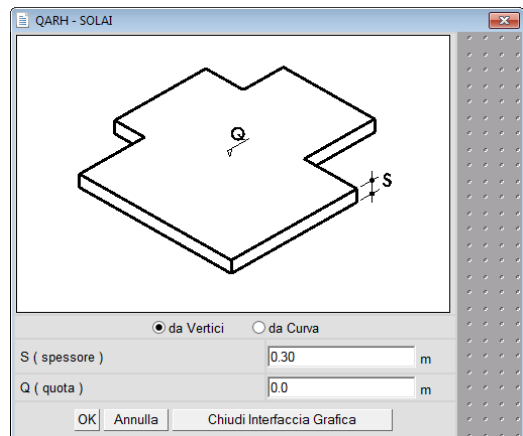 QARH - SOLAI
Q
S
da Vertici da Curva
S ( spessore ) 0.30 m
Q ( quota ) 0.0 m
OK Annulla Chiudi Interfaccia Grafica